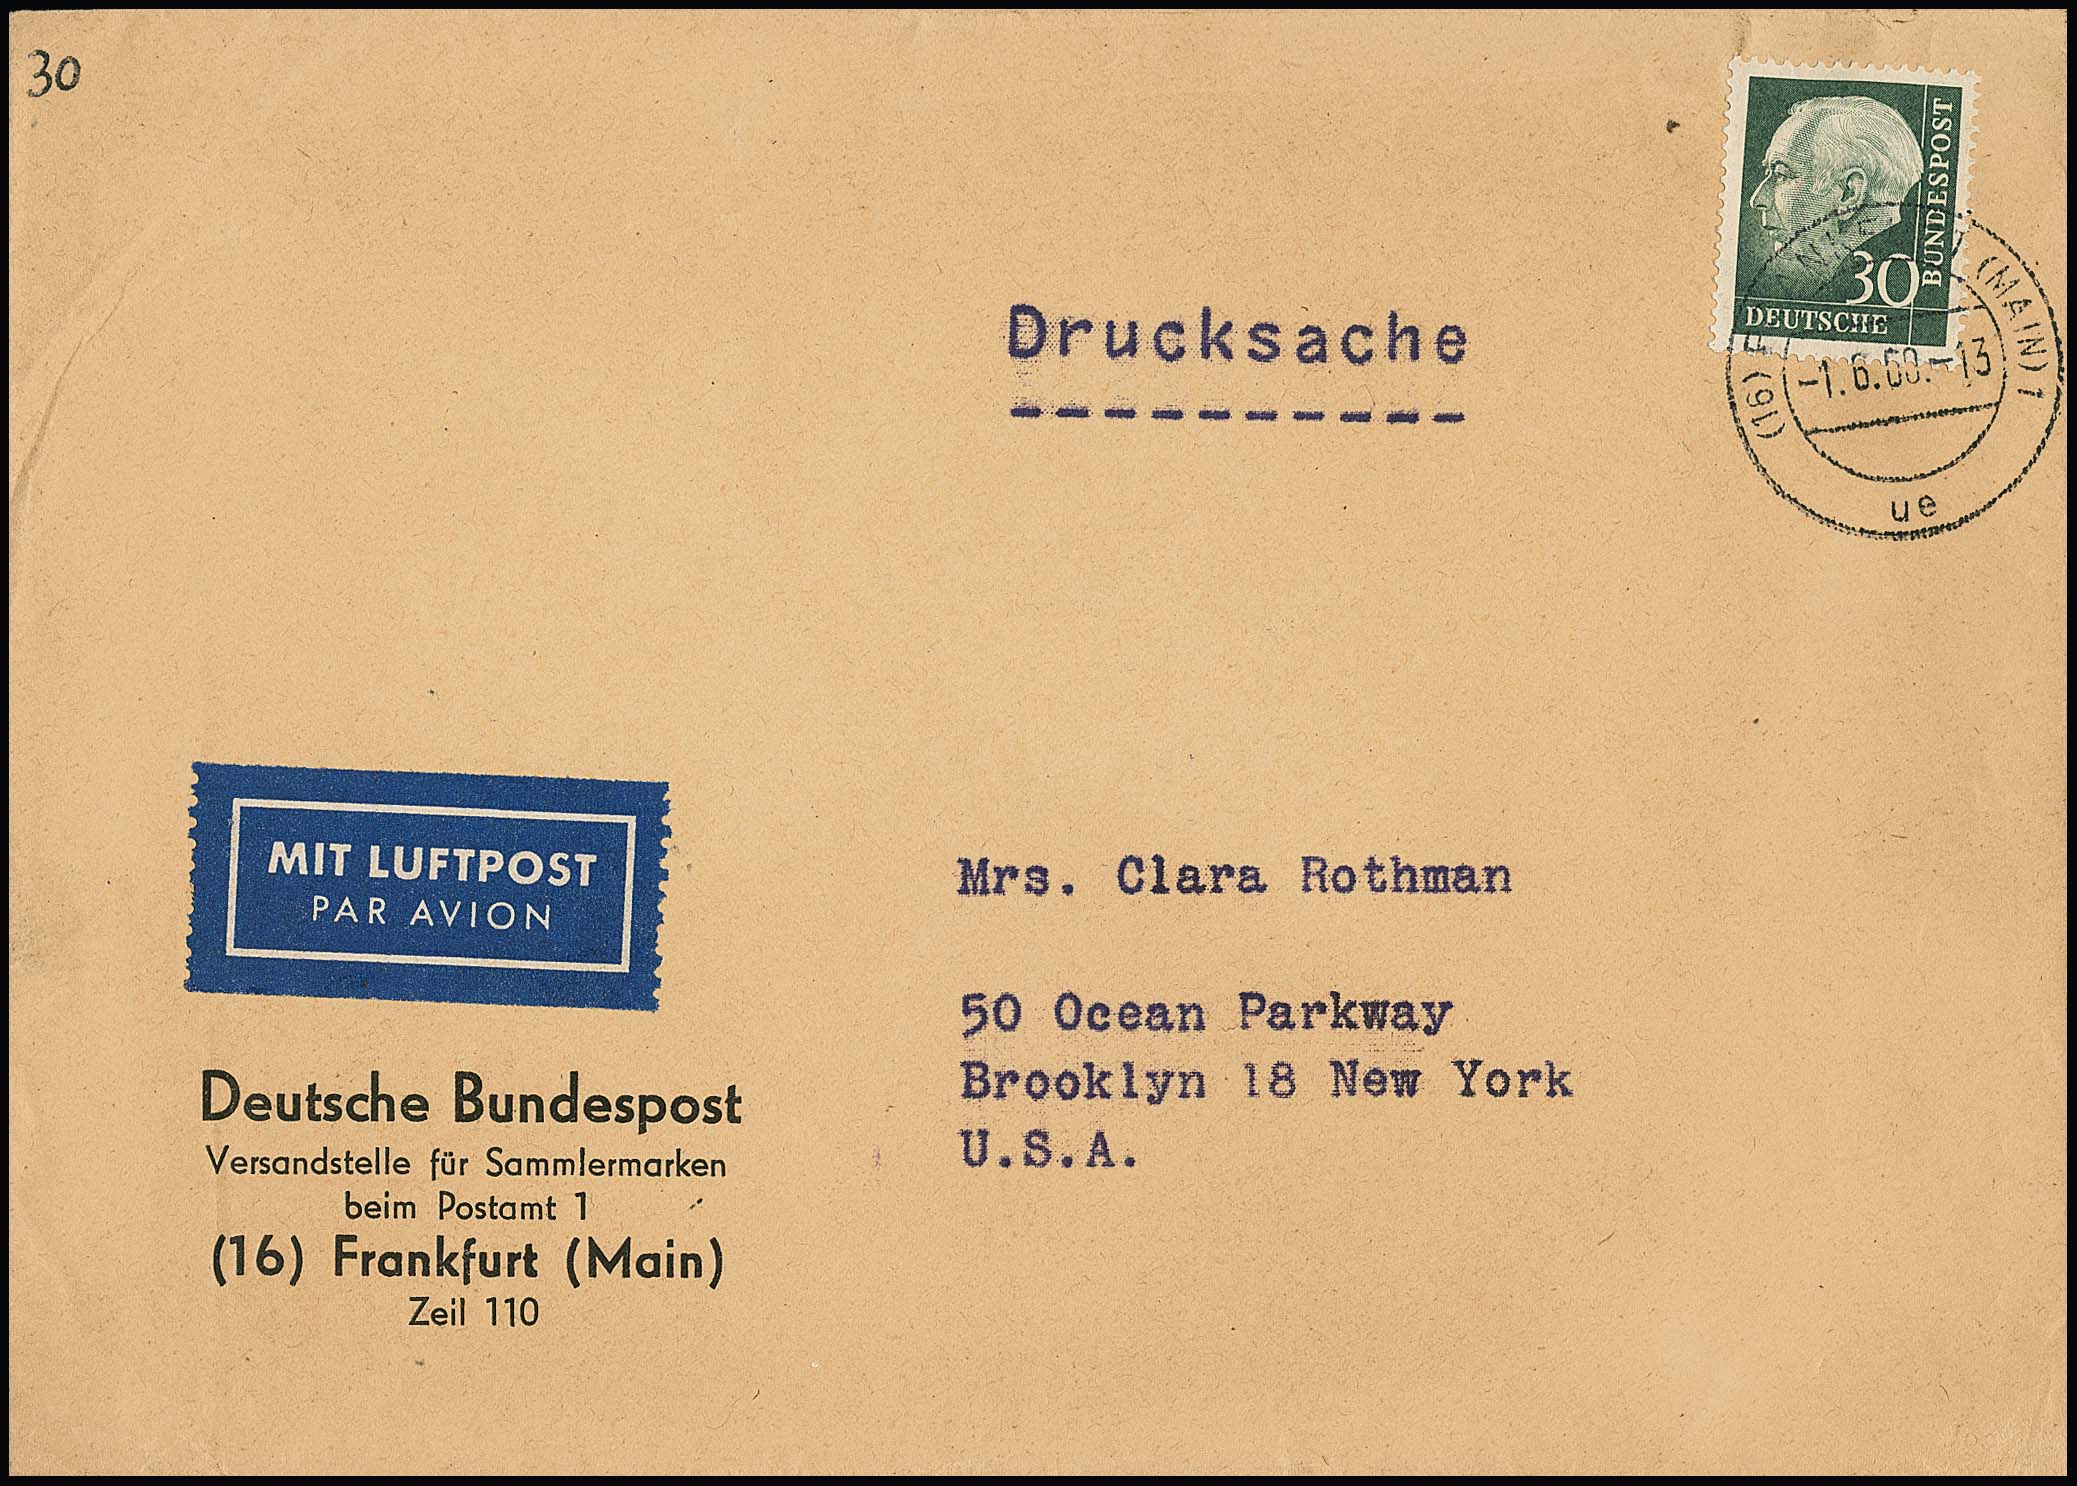 30
DEUTSCHE
BUNDESPOST
30
(MAIN) 1
-1.6.60.-13
ue
Drucksache
MIT LUFTPOST
PAR AVION
Mrs. Clara Rothman
50 Ocean Parkway
Brooklyn 18 New York
U.S.A.
Deutsche Bundespost
Versandstelle für Sammlermarken
beim Postamt 1
(16) Frankfurt (Main)
Zeil 110